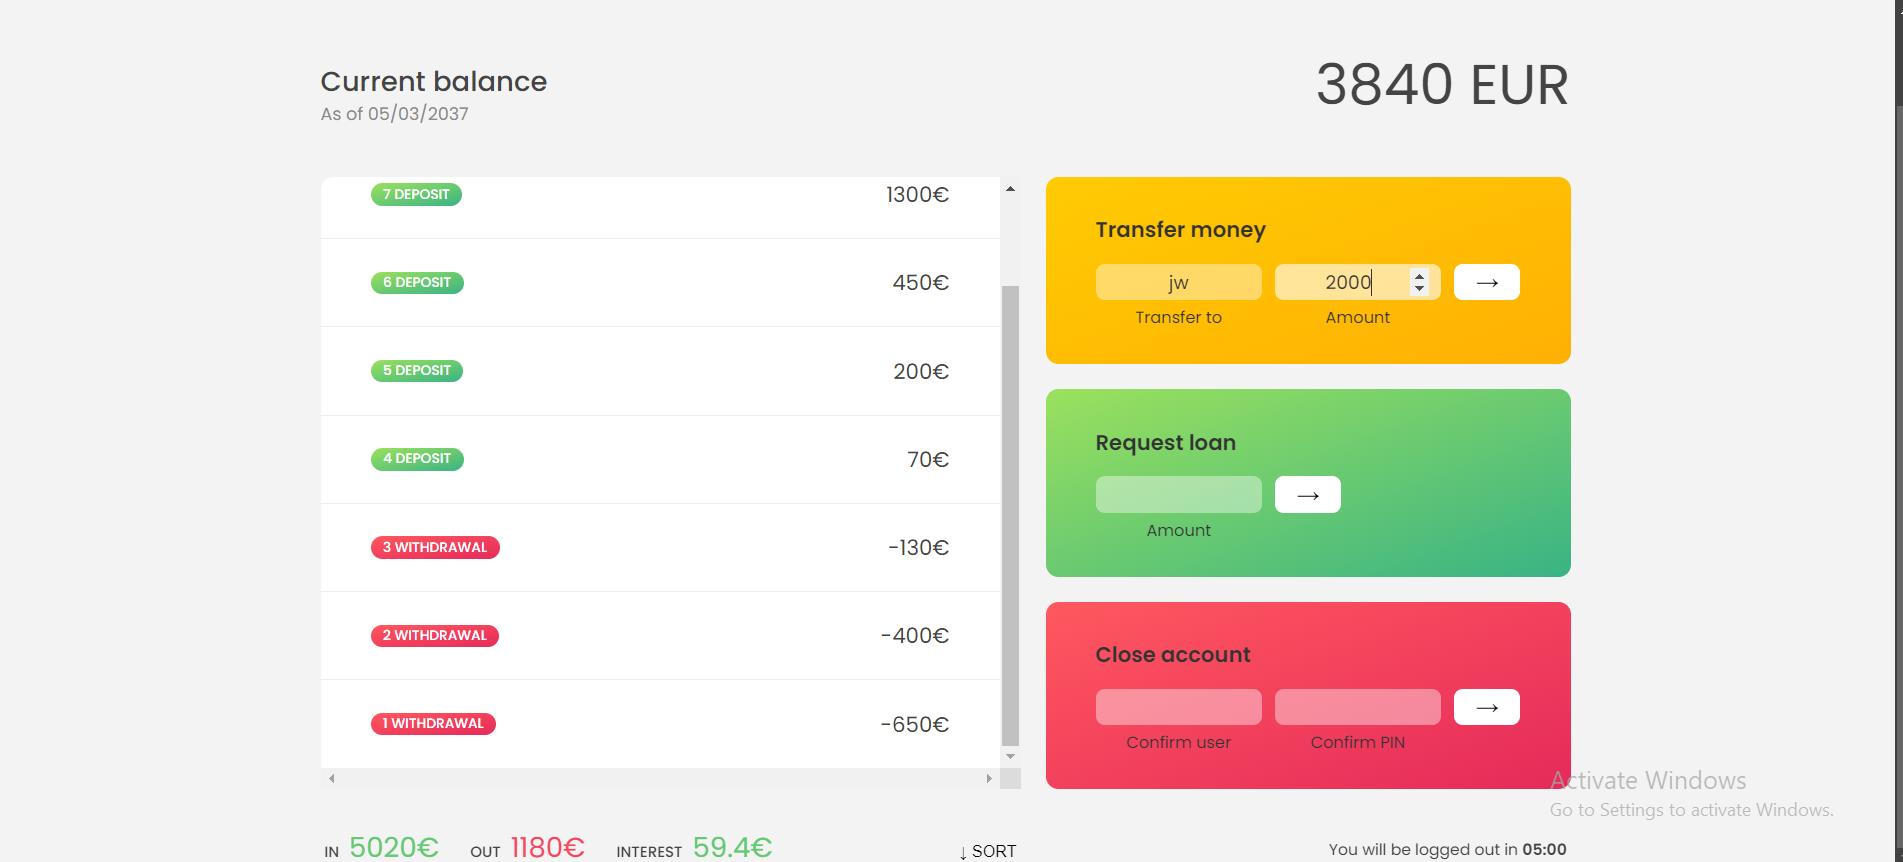 Current balance
As of 05/03/2037
3840 EUR
7 DEPOSIT 1300€
6 DEPOSIT 450€
5 DEPOSIT 200€
4 DEPOSIT 70€
3 WITHDRAWAL -130€
2 WITHDRAWAL -400€
1 WITHDRAWAL -650€
Transfer money
jw 2000 →
Transfer to Amount
Request loan
→
Amount
Close account
→
Confirm user Confirm PIN
Activate Windows
Go to Settings to activate Windows.
IN 5020€ OUT 1180€ INTEREST 59.4€ ↓ SORT
You will be logged out in 05:00